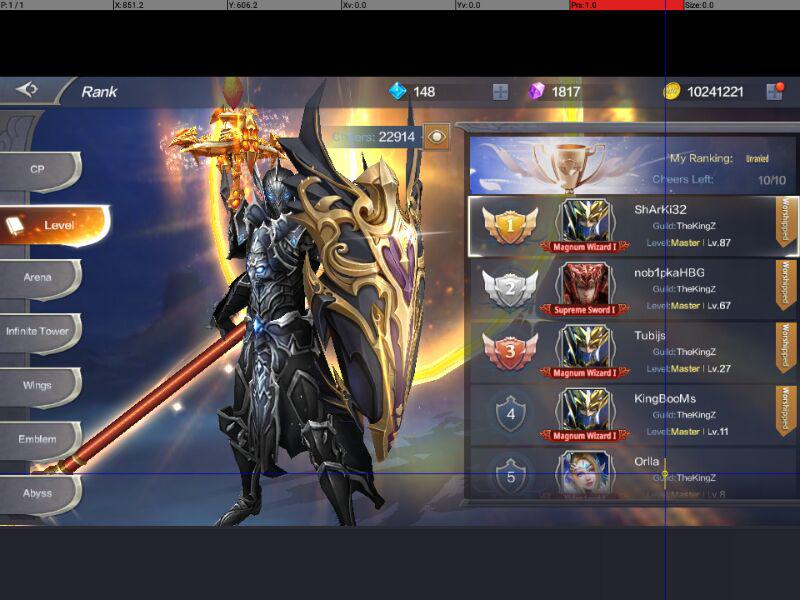 P: 1 / 1 X: 851.2 Y: 606.2 Xv: 0.0 Yv: 0.0 Prs: 1.0 Size: 0.0
Rank 148 1817 10241221
Cheers: 22914
CP
Level
Arena
Infinite Tower
Wings
Emblem
Abyss
My Ranking: Unranked
Cheers Left: 10/10
1 Magnum Wizard I ShArKi32
Guild:TheKingZ
Level:Master | Lv.87
Worshipped
2 Supreme Sword I nob1pkaHBG
Guild:TheKingZ
Level:Master | Lv.67
Worshipped
3 Magnum Wizard I Tubijs
Guild:TheKingZ
Level:Master | Lv.27
Worshipped
4 Magnum Wizard I KingBooMs
Guild:TheKingZ
Level:Master | Lv.11
Worshipped
5 Orlla
Guild:TheKingZ
Level:Master | Lv.8